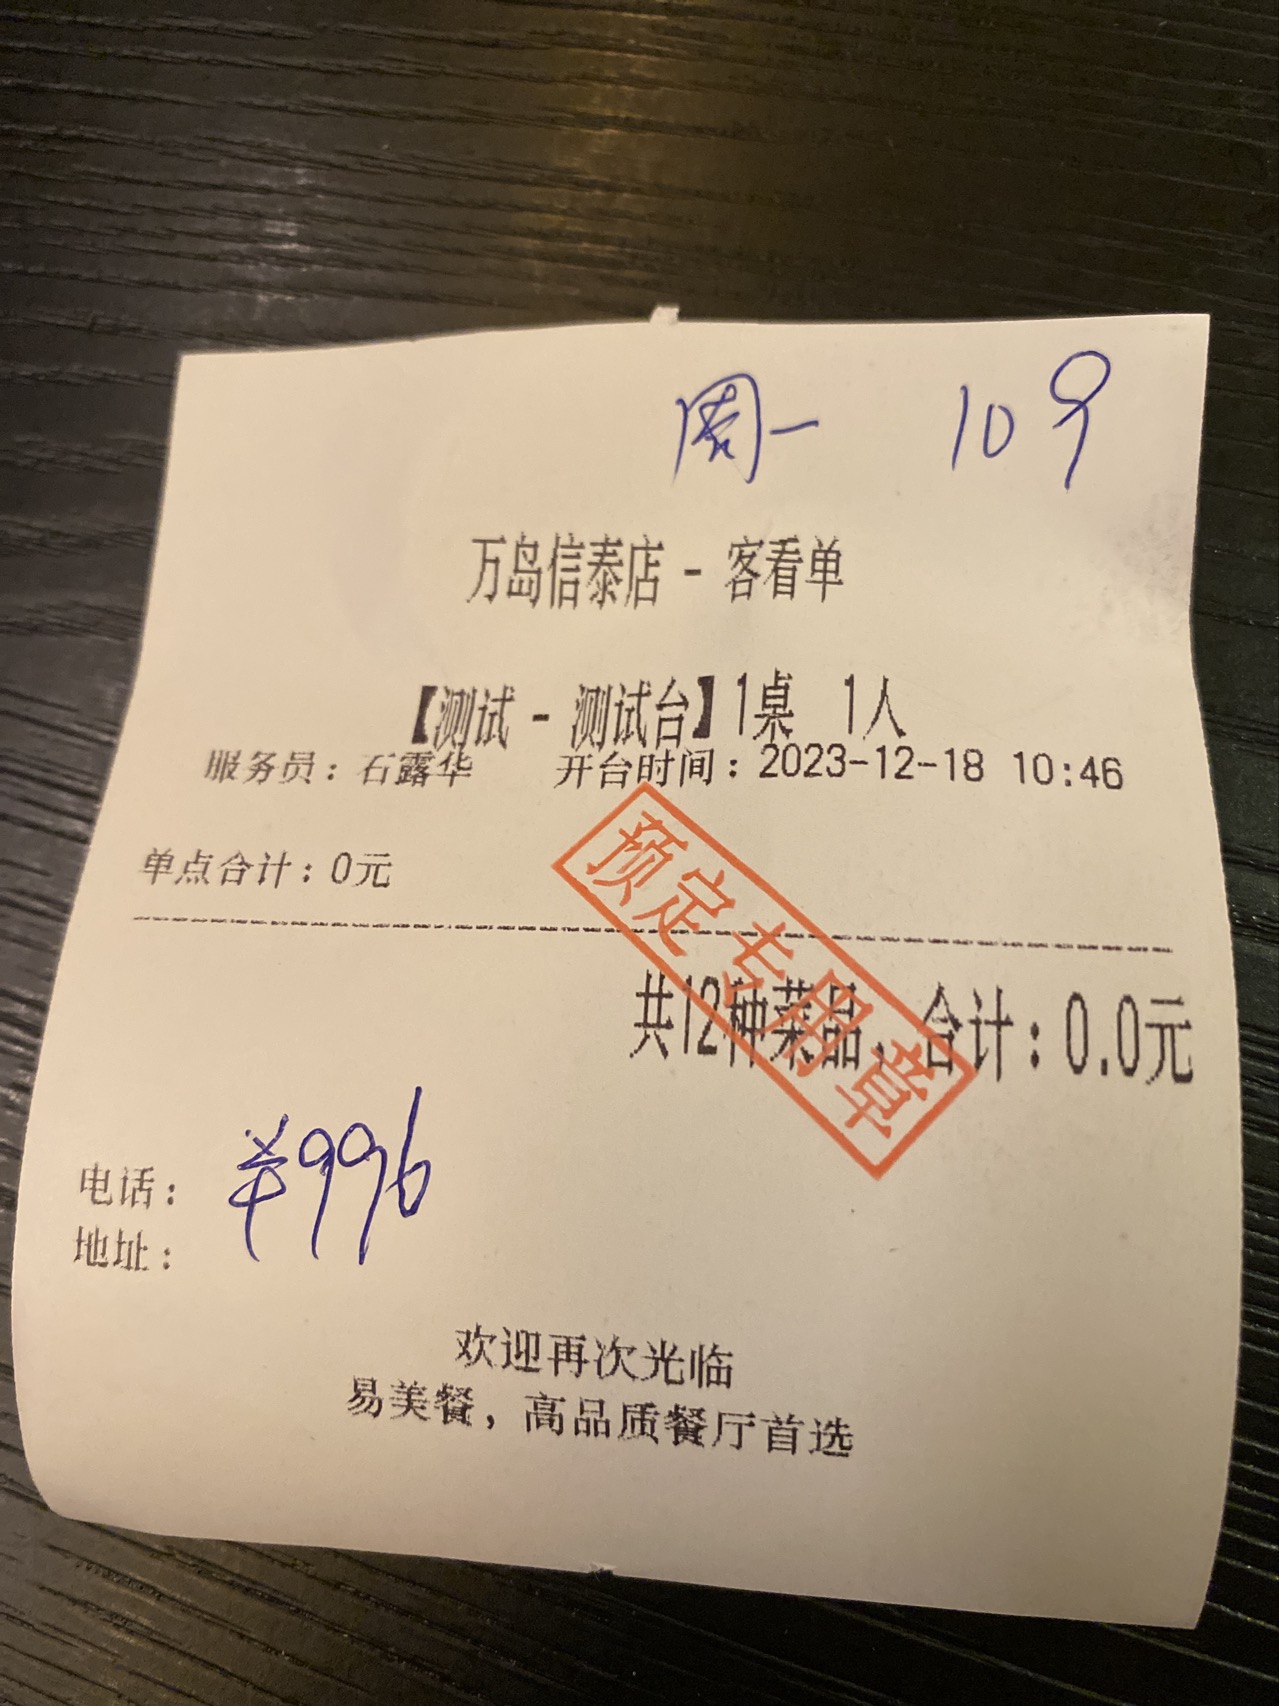 周一 109
万岛信泰店 - 客看单
【测试 - 测试台】1桌 1人
服务员：石露华 开台时间：2023-12-18 10:46
单点合计：0元
预定专用章
共12种菜品，合计：0.0元
¥996
电话：
地址：
欢迎再次光临
易美餐，高品质餐厅首选